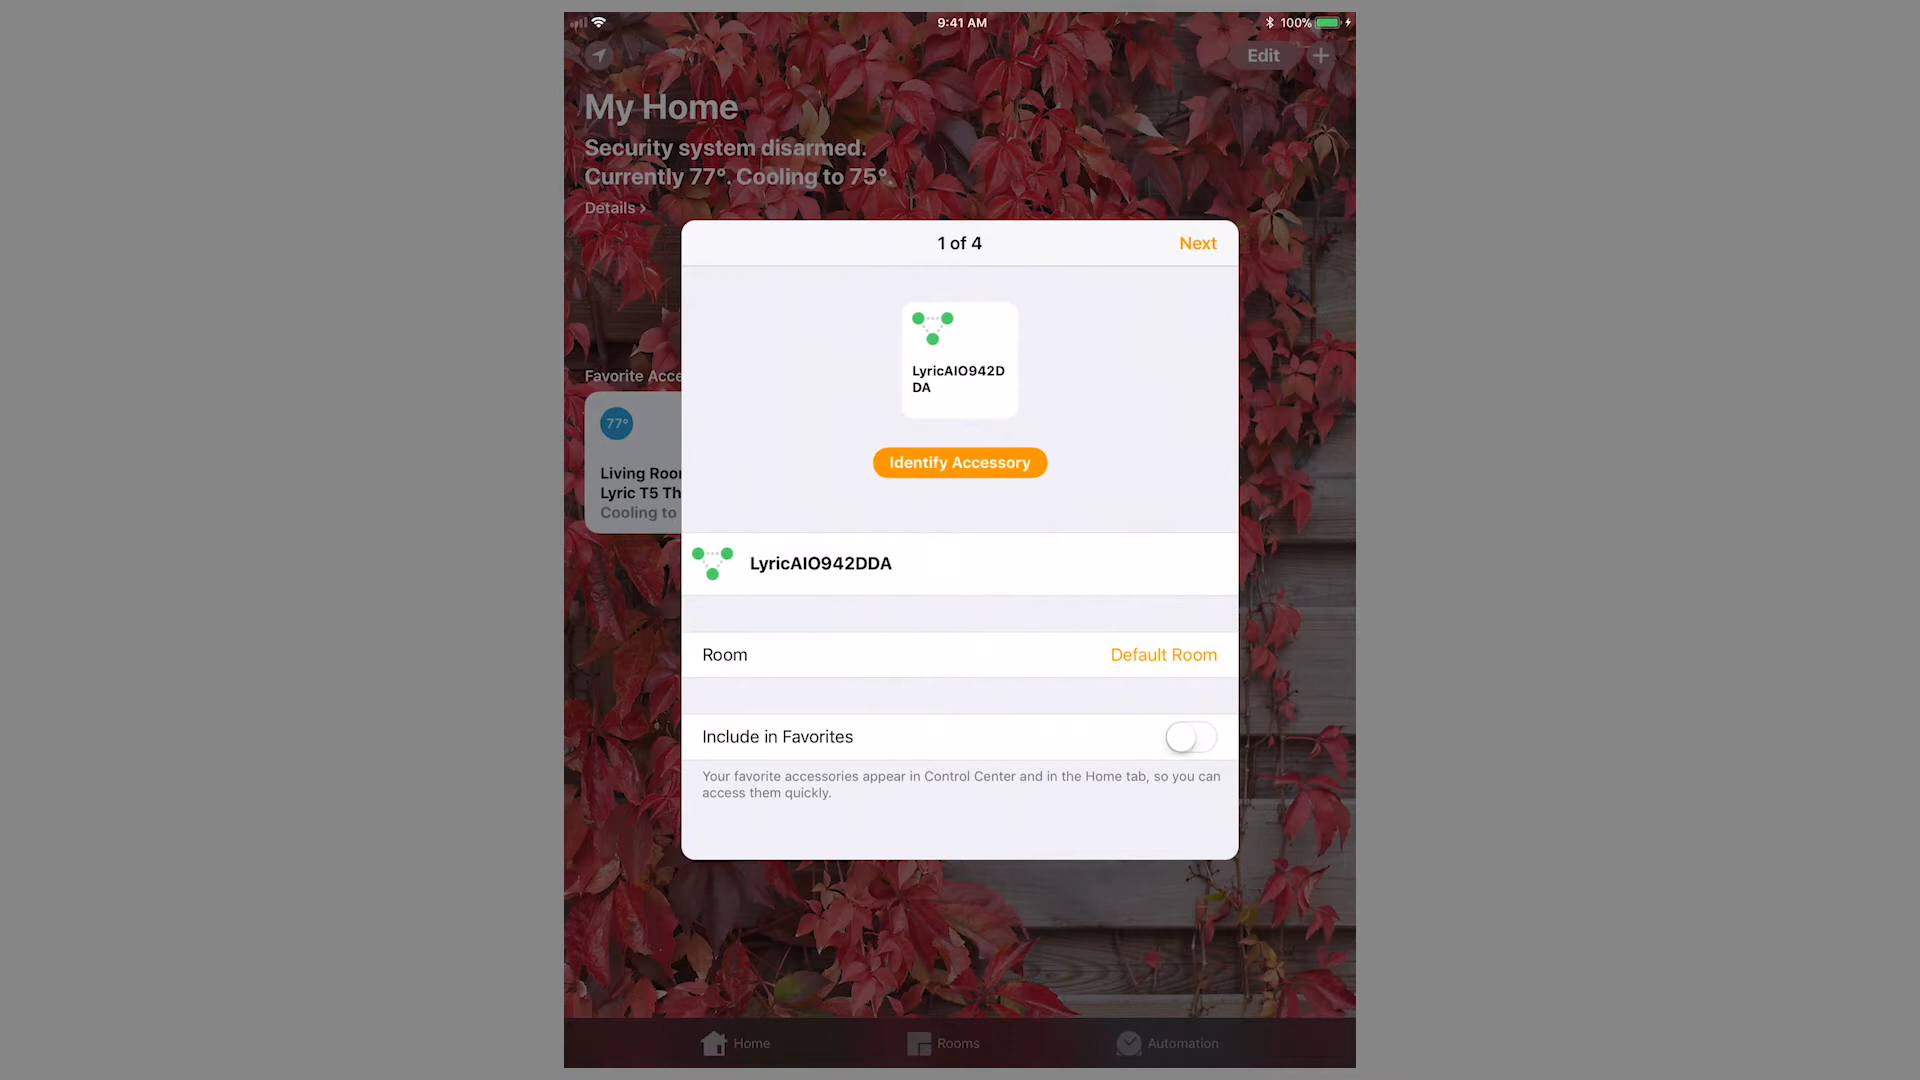 9:41 AM
100%
Edit
My Home
Security system disarmed.
Currently 77°. Cooling to 75°.
Details ›
1 of 4
Next
LyricAIO942D
DA
Identify Accessory
Favorite Acce
77°
Living Roo
Lyric T5 Th
Cooling to
LyricAIO942DDA
Room
Default Room
Include in Favorites
Your favorite accessories appear in Control Center and in the Home tab, so you can
access them quickly.
Home
Rooms
Automation